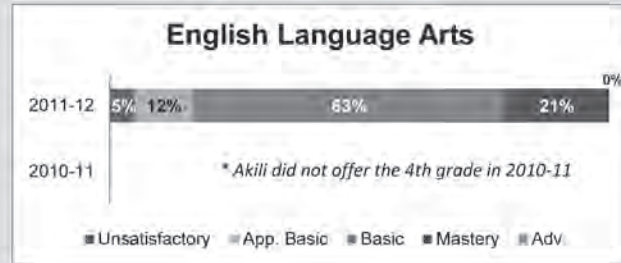 English Language Arts
0%
2011-12 5% 12% 63% 21%
2010-11 * Akili did not offer the 4th grade in 2010-11
Unsatisfactory App. Basic Basic Mastery Adv.